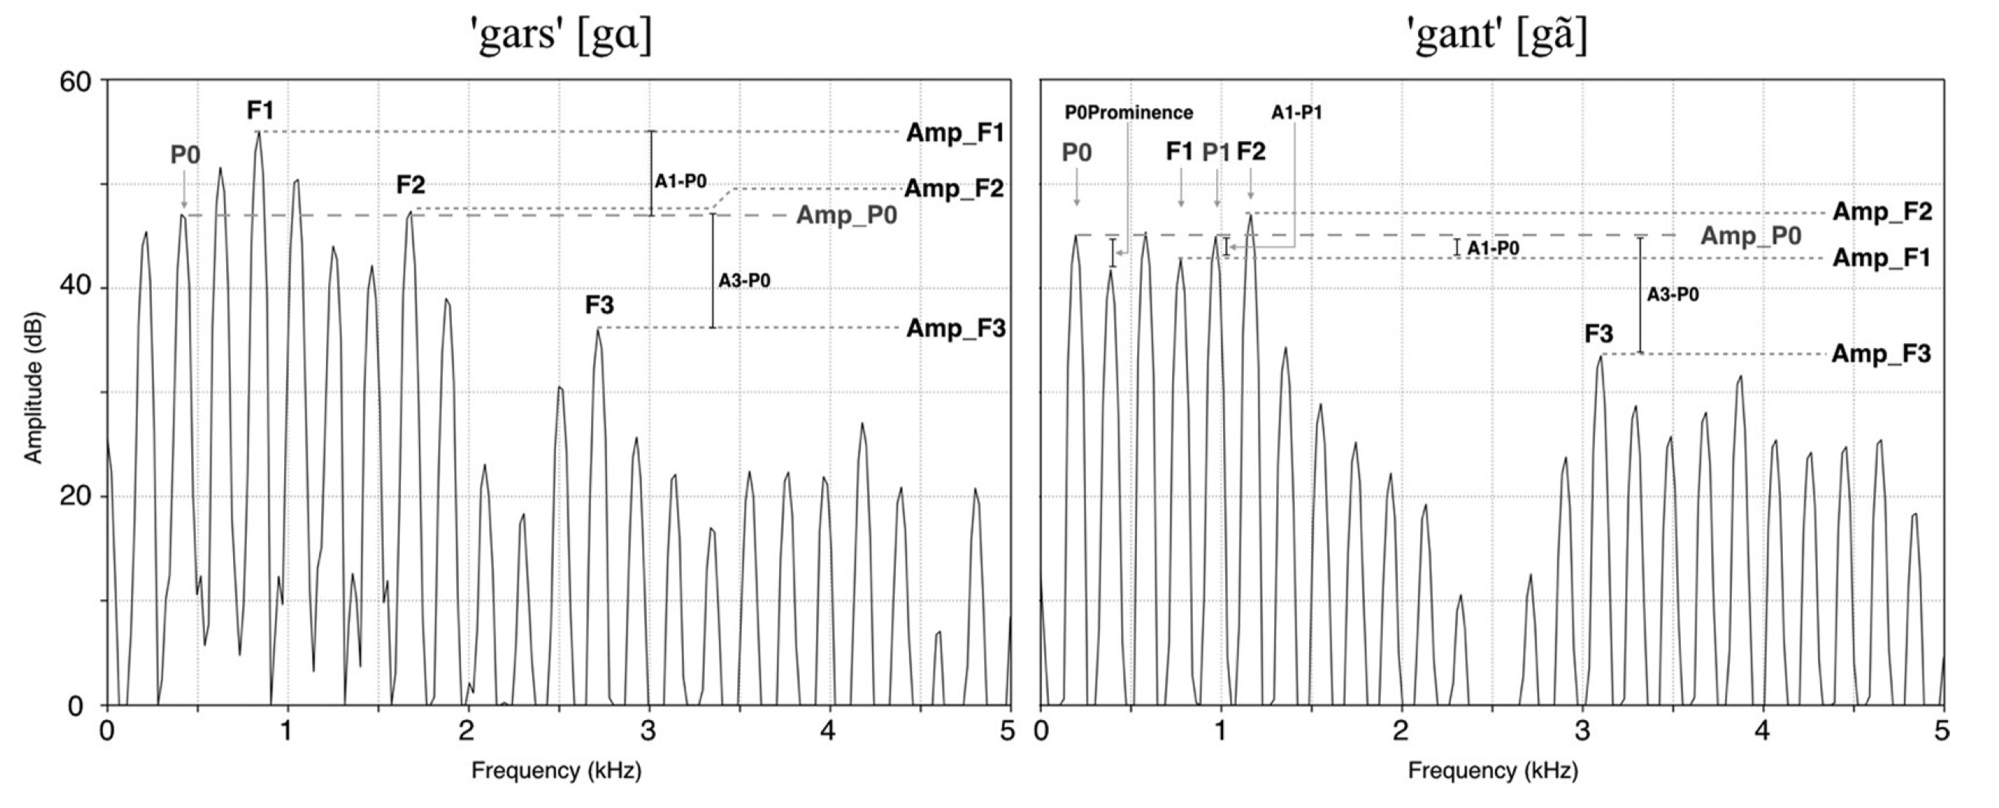 'gars' [gɑ]
'gant' [gã]
60
40
20
0
Amplitude (dB)
P0
F1
F2
F3
A1-P0
A3-P0
Amp_F1
Amp_F2
Amp_P0
Amp_F3
0 1 2 3 4 5
Frequency (kHz)
P0Prominence
A1-P1
P0
F1 P1 F2
F3
A1-P0
A3-P0
Amp_F2
Amp_P0
Amp_F1
Amp_F3
0 1 2 3 4 5
Frequency (kHz)